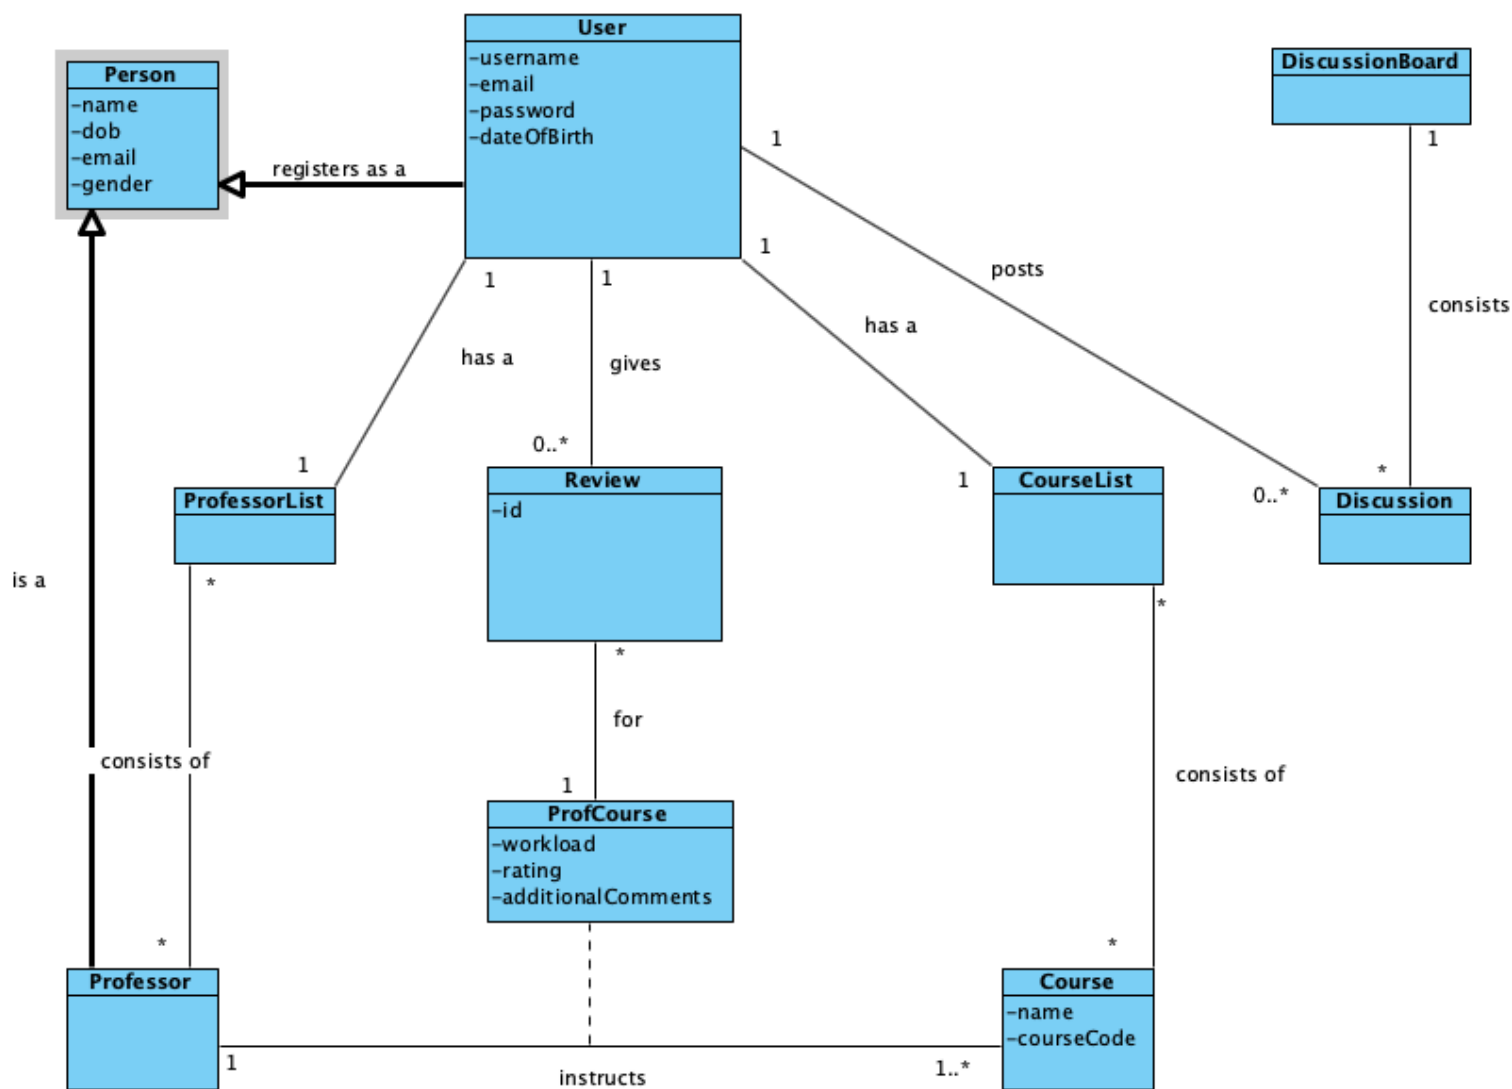 User
-username
-email
-password
-dateOfBirth
Person
-name
-dob
-email
-gender
DiscussionBoard
registers as a
1
1
1
1
1
posts
consists
has a
has a
gives
0..*
1
1
*
0..*
ProfessorList
Review
-id
CourseList
Discussion
is a
*
*
*
for
consists of
consists of
1
ProfCourse
-workload
-rating
-additionalComments
*
*
Professor
Course
-name
-courseCode
1
1..*
instructs